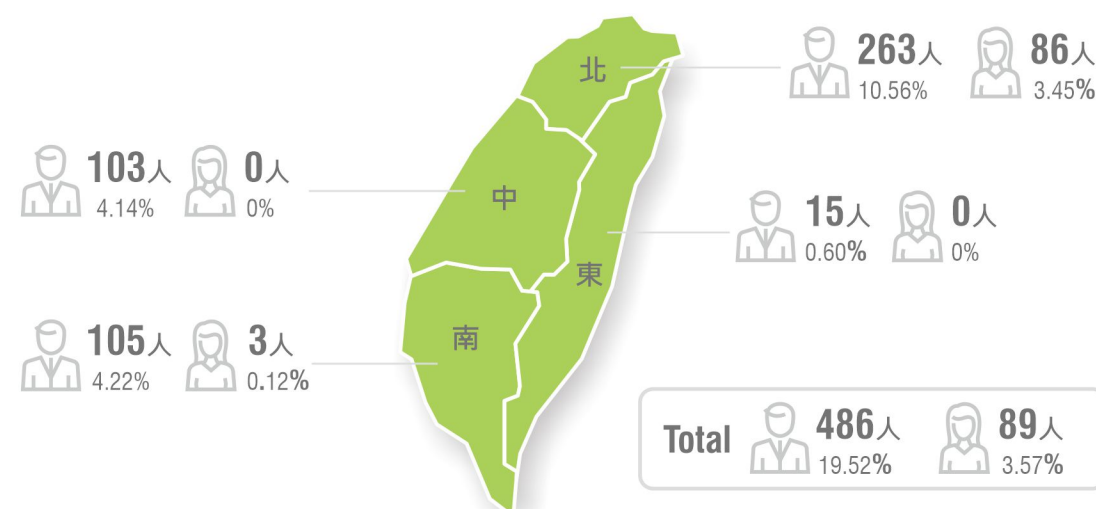 北
263人 86人
10.56% 3.45%
103人 0人
4.14% 0%
中
15人 0人
0.60% 0%
東
105人 3人
4.22% 0.12%
南
Total 486人 89人
19.52% 3.57%